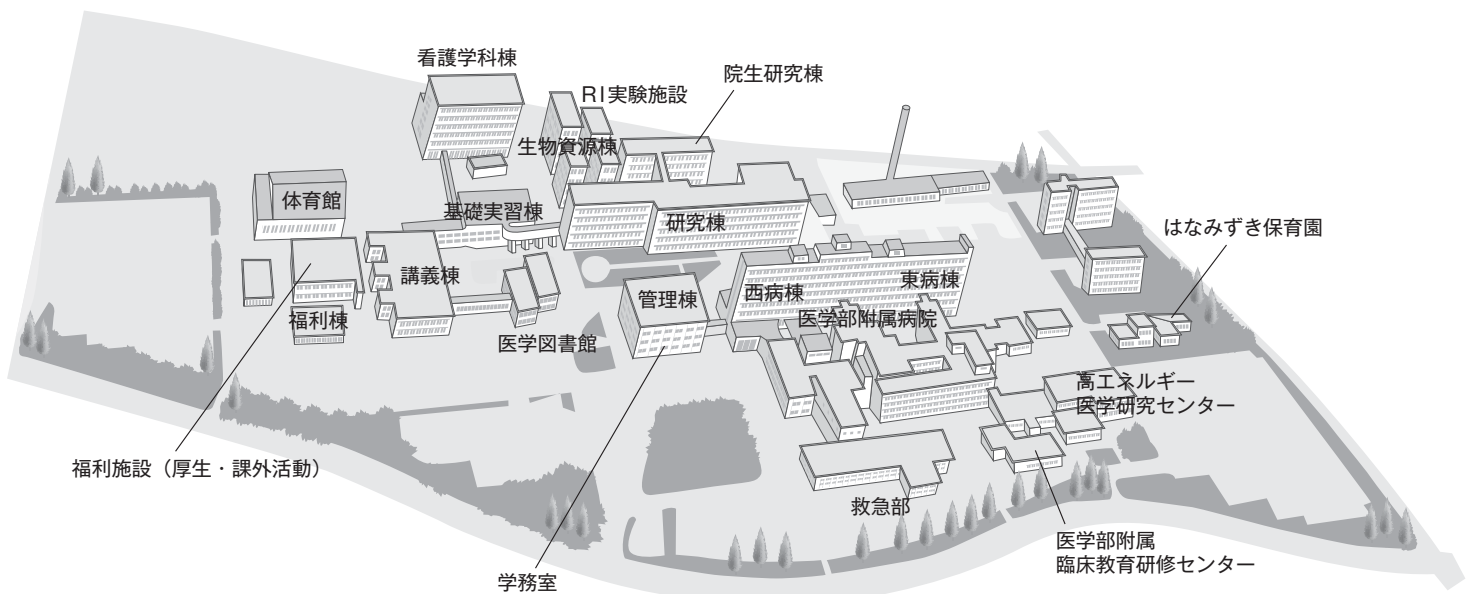 看護学科棟
RI実験施設
院生研究棟
生物資源棟
体育館
基礎実習棟
研究棟
はなみずき保育園
講義棟
管理棟
西病棟
東病棟
福利棟
医学部附属病院
医学図書館
高エネルギー
医学研究センター
福利施設（厚生・課外活動）
救急部
医学部附属
臨床教育研修センター
学務室